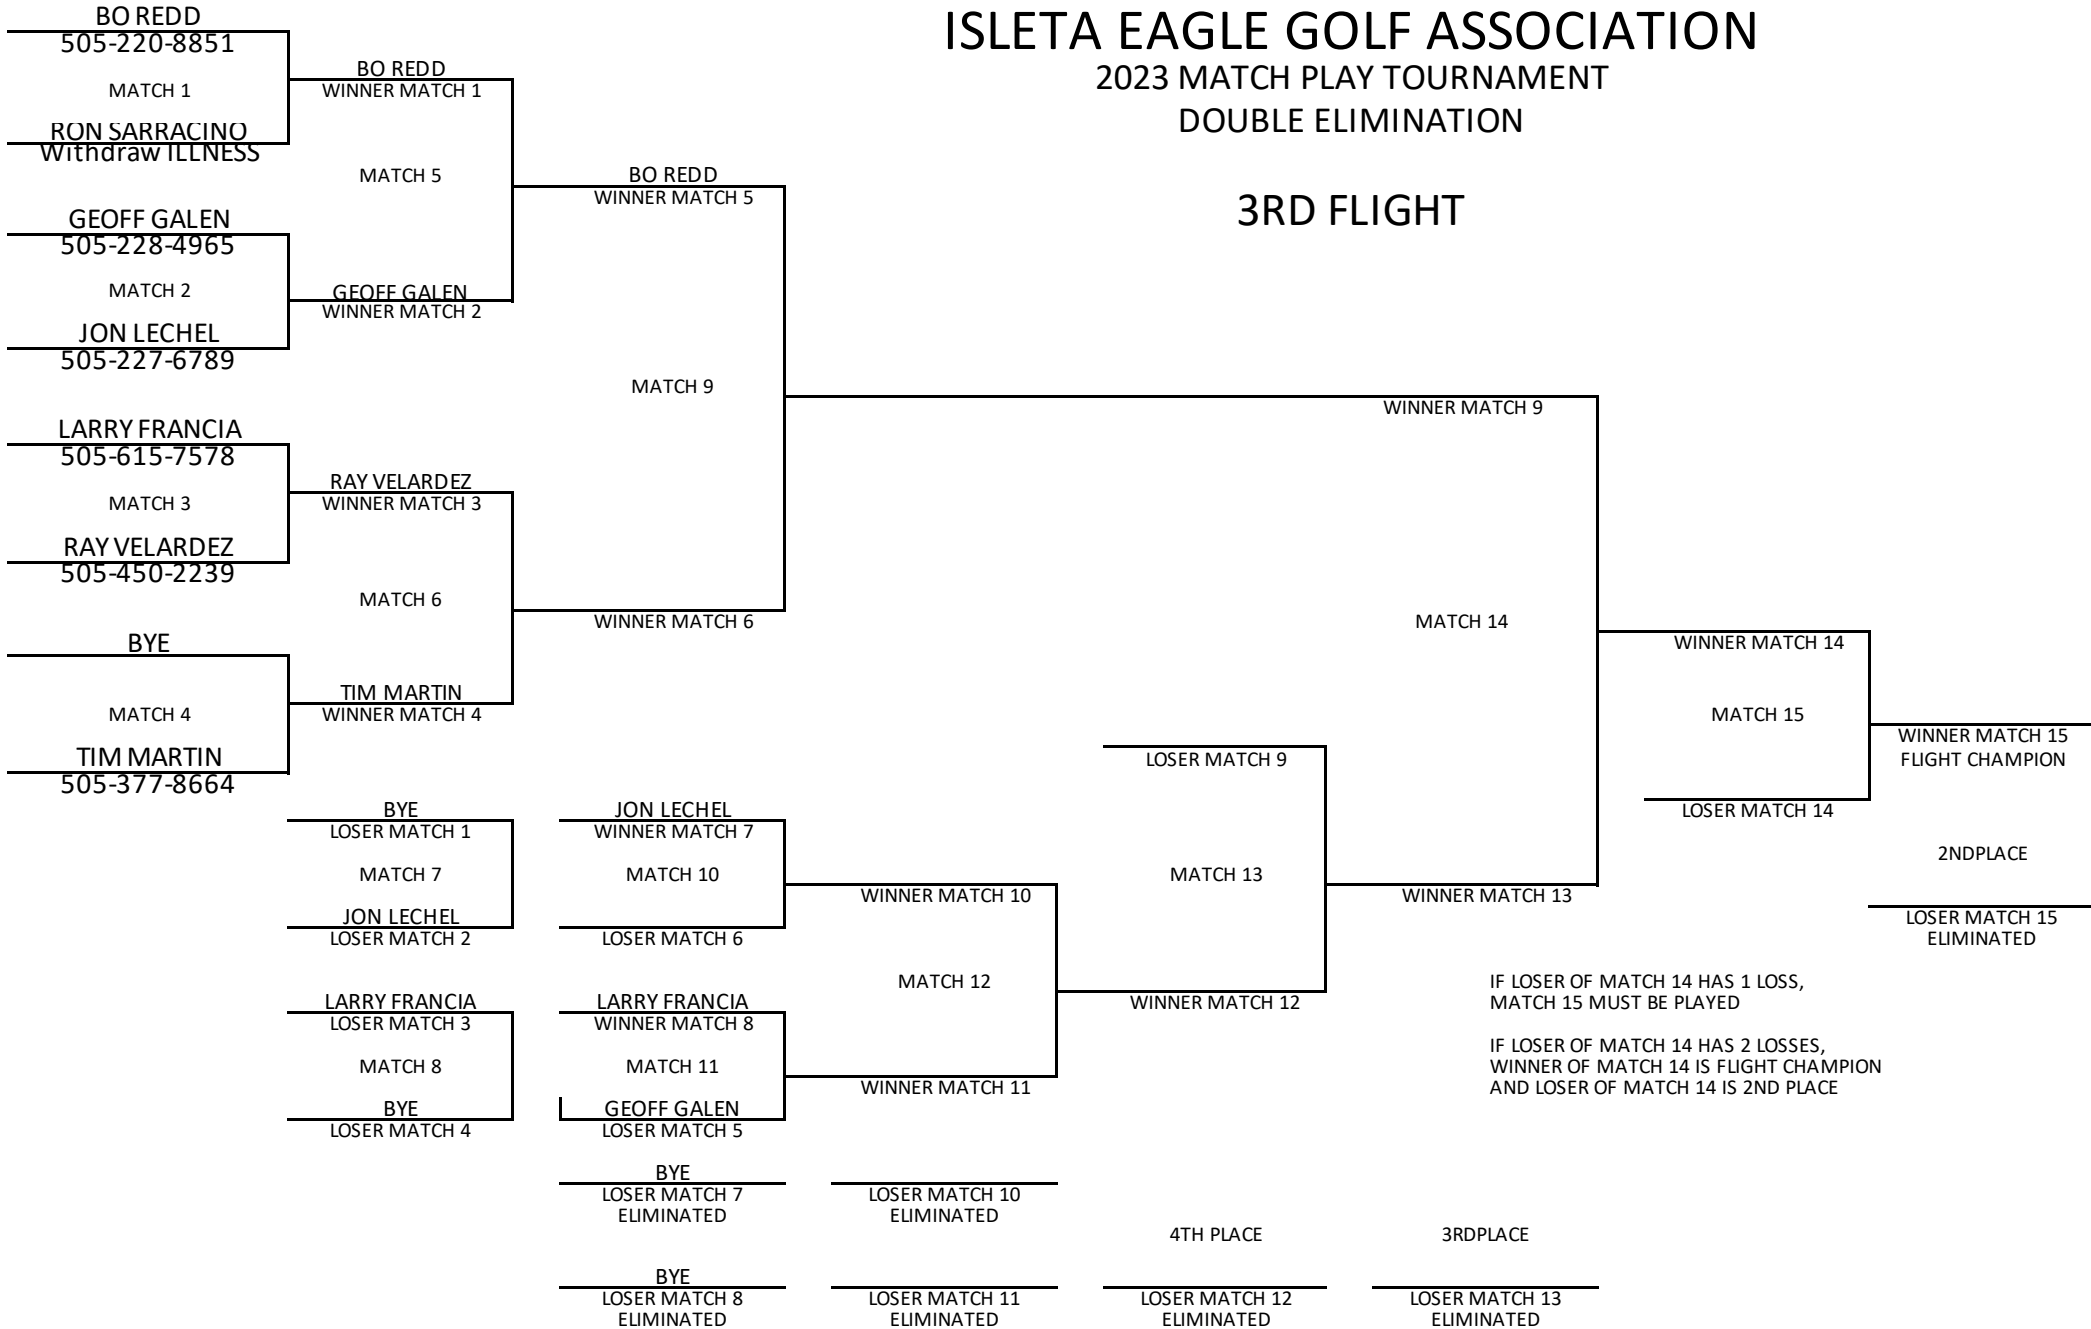 ISLETA EAGLE GOLF ASSOCIATION
2023 MATCH PLAY TOURNAMENT
DOUBLE ELIMINATION
3RD FLIGHT
BO REDD
505-220-8851
MATCH 1
RON SARRACINO
Withdraw ILLNESS
GEOFF GALEN
505-228-4965
MATCH 2
JON LECHEL
505-227-6789
LARRY FRANCIA
505-615-7578
MATCH 3
RAY VELARDEZ
505-450-2239
BYE
MATCH 4
TIM MARTIN
505-377-8664
BO REDD
WINNER MATCH 1
MATCH 5
GEOFF GALEN
WINNER MATCH 2
RAY VELARDEZ
WINNER MATCH 3
MATCH 6
TIM MARTIN
WINNER MATCH 4
BO REDD
WINNER MATCH 5
MATCH 9
WINNER MATCH 6
WINNER MATCH 9
MATCH 14
WINNER MATCH 13
WINNER MATCH 14
MATCH 15
LOSER MATCH 14
WINNER MATCH 15
FLIGHT CHAMPION
2NDPLACE
LOSER MATCH 15
ELIMINATED
BYE
LOSER MATCH 1
MATCH 7
JON LECHEL
LOSER MATCH 2
LARRY FRANCIA
LOSER MATCH 3
MATCH 8
BYE
LOSER MATCH 4
JON LECHEL
WINNER MATCH 7
MATCH 10
LOSER MATCH 6
LARRY FRANCIA
WINNER MATCH 8
MATCH 11
GEOFF GALEN
LOSER MATCH 5
WINNER MATCH 10
MATCH 12
WINNER MATCH 11
LOSER MATCH 9
MATCH 13
WINNER MATCH 12
IF LOSER OF MATCH 14 HAS 1 LOSS,
MATCH 15 MUST BE PLAYED
IF LOSER OF MATCH 14 HAS 2 LOSSES,
WINNER OF MATCH 14 IS FLIGHT CHAMPION
AND LOSER OF MATCH 14 IS 2ND PLACE
BYE
LOSER MATCH 7
ELIMINATED
LOSER MATCH 10
ELIMINATED
BYE
LOSER MATCH 8
ELIMINATED
LOSER MATCH 11
ELIMINATED
4TH PLACE
LOSER MATCH 12
ELIMINATED
3RDPLACE
LOSER MATCH 13
ELIMINATED